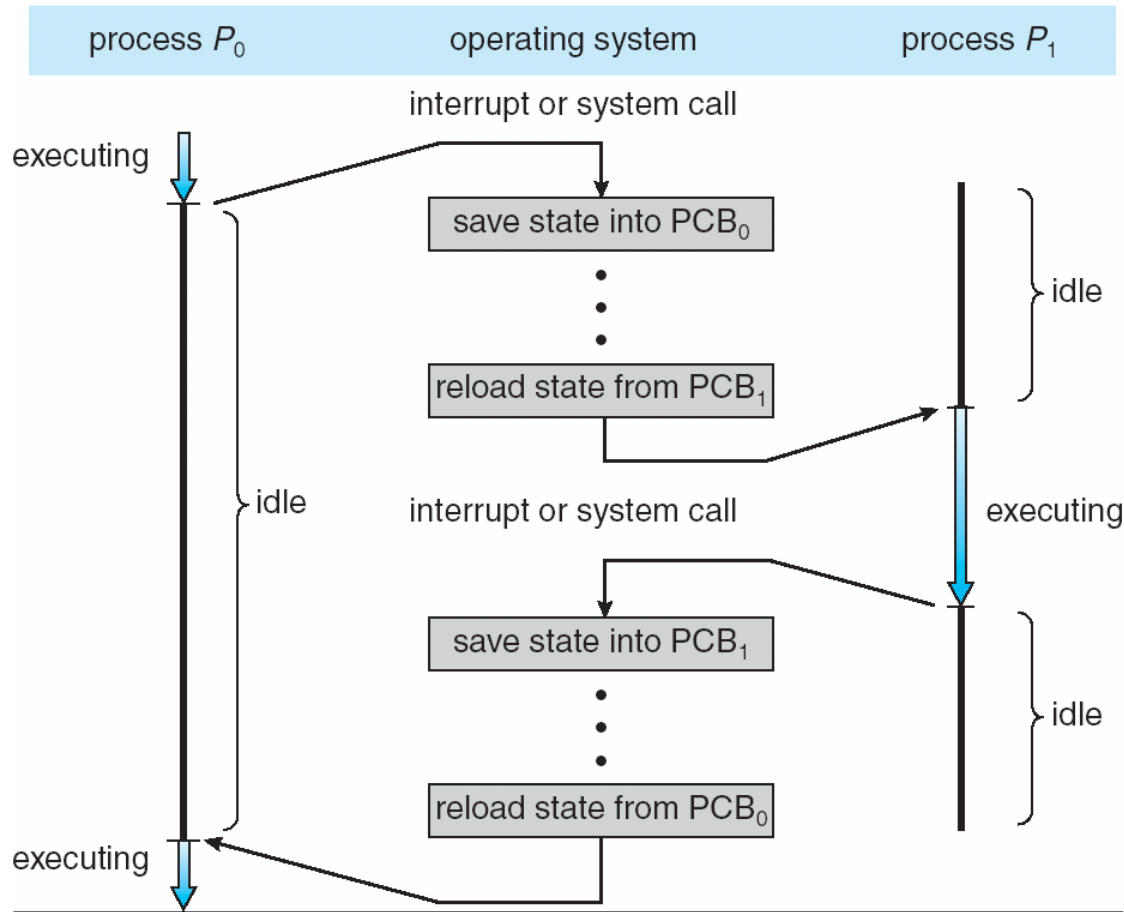 process P₀ operating system process P₁
interrupt or system call
executing
save state into PCB₀
idle
reload state from PCB₁
idle
interrupt or system call
executing
save state into PCB₁
idle
reload state from PCB₀
executing